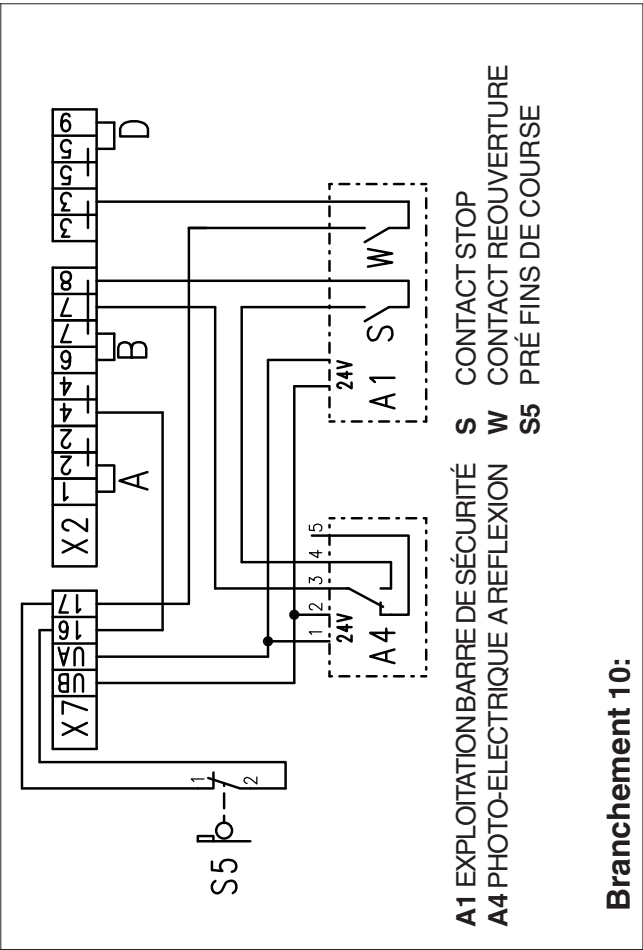 X7 UB UA 16 17
X2 1 2 2 4 4 6 7 7 8 3 3 5 5 9
A
B
D
1
2
S5
1 2 3 4 5
24V
A4
24V
A1
S
W
A1 EXPLOITATION BARRE DE SÉCURITÉ
A4 PHOTO-ELECTRIQUE A REFLEXION
S CONTACT STOP
W CONTACT REOUVERTURE
S5 PRÉ FINS DE COURSE
Branchement 10: